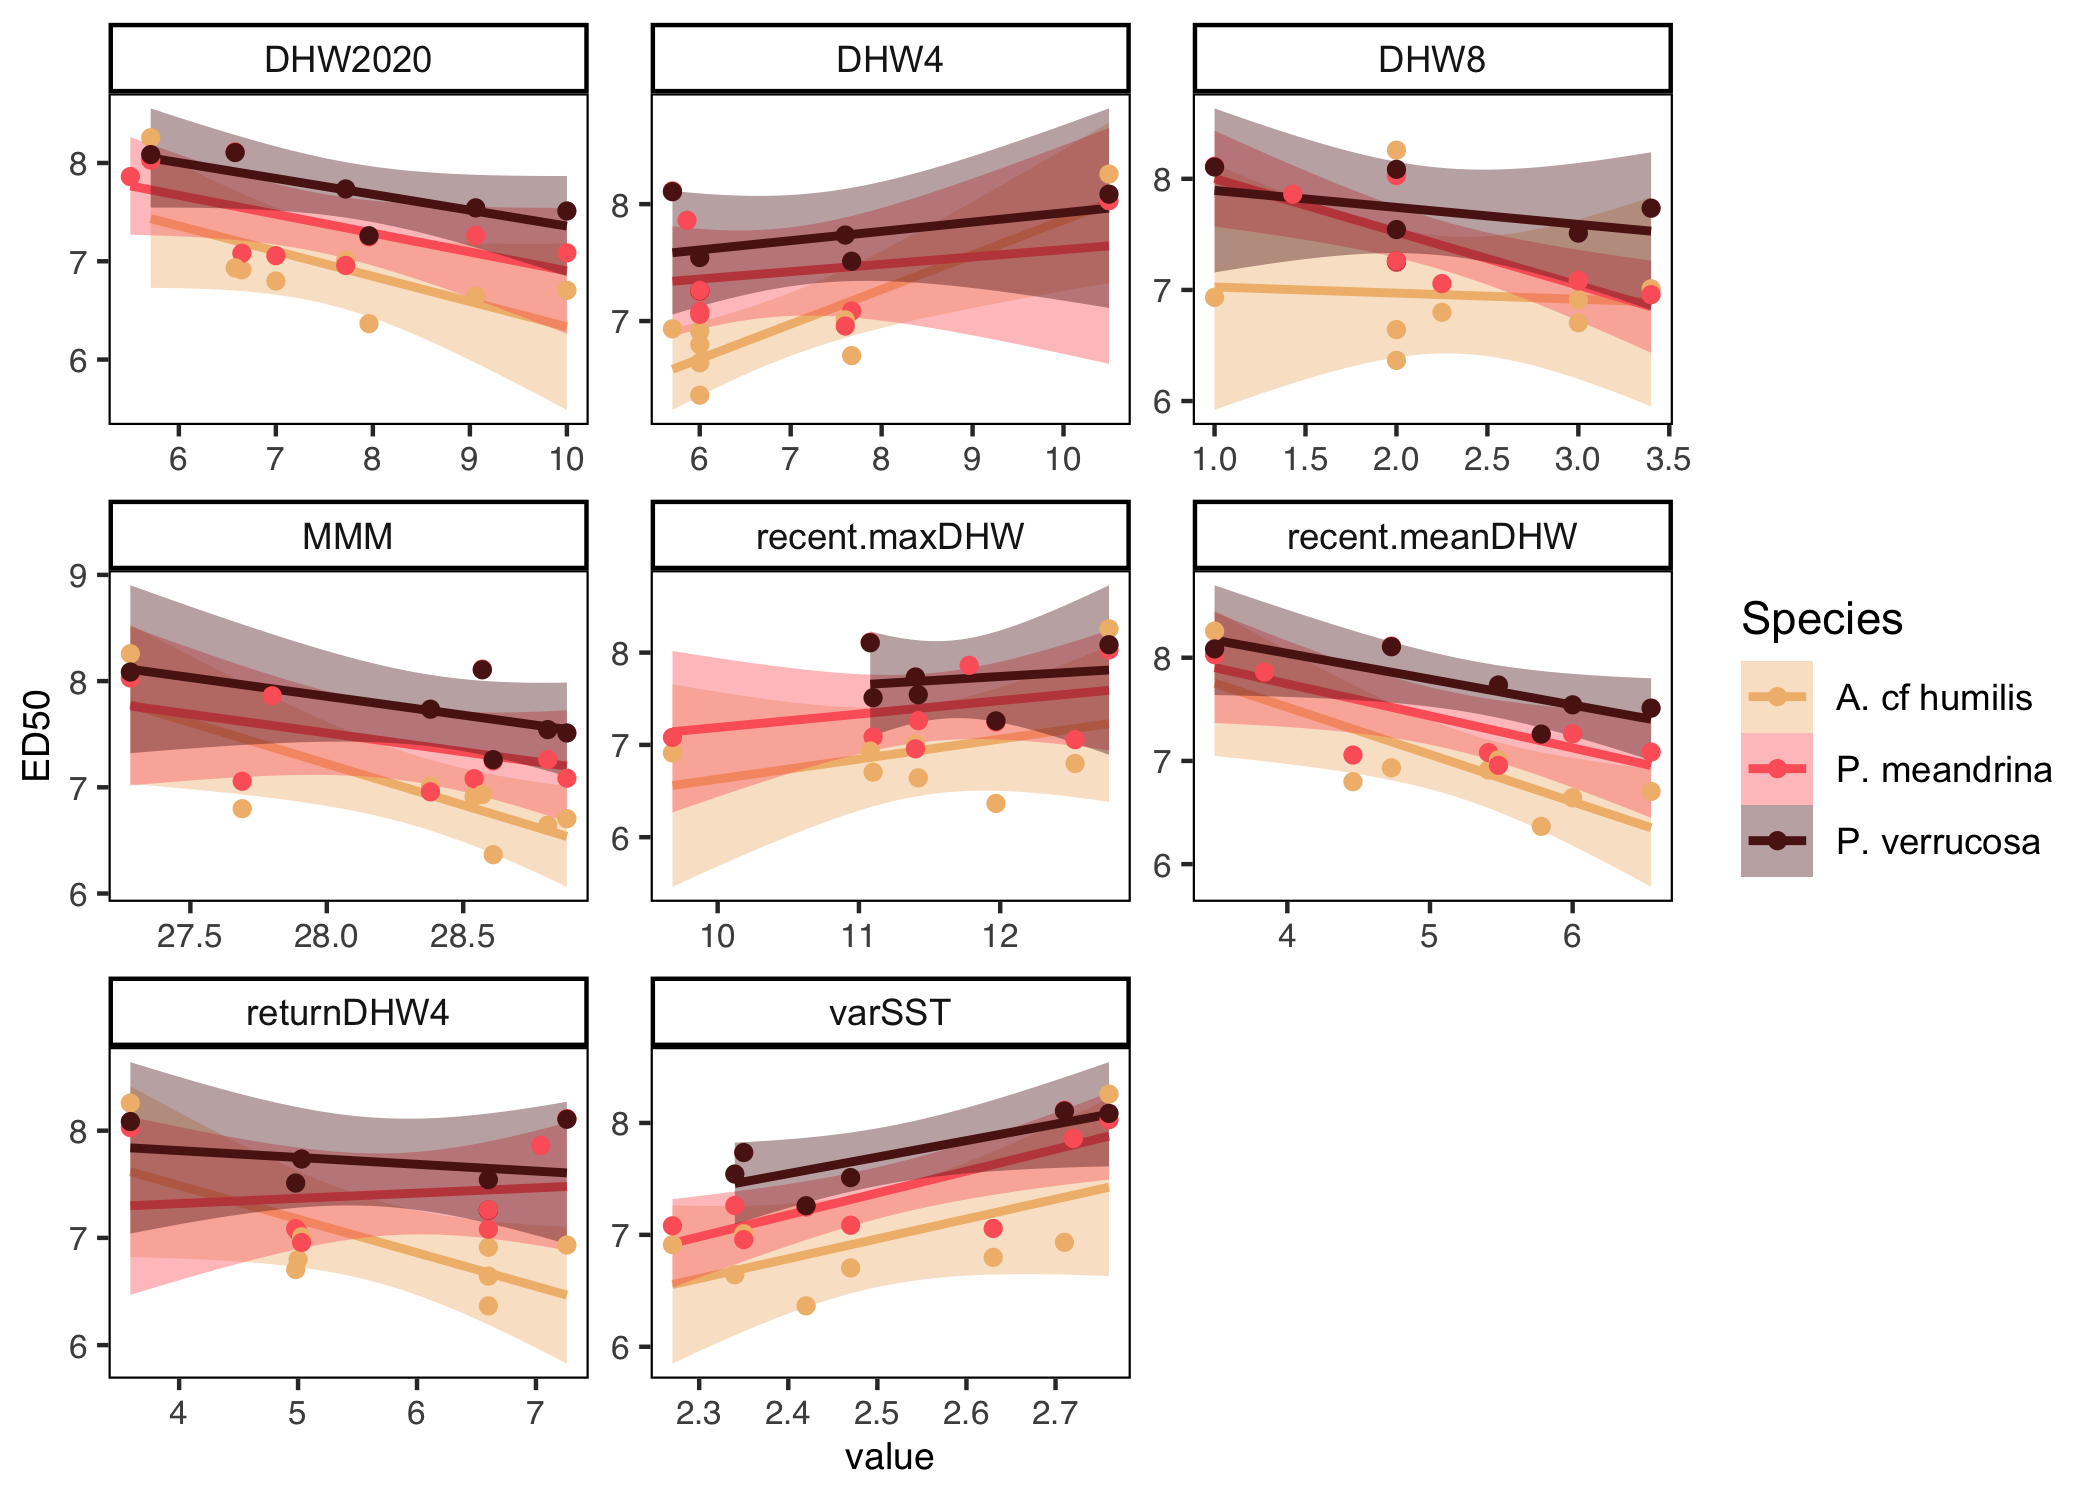 DHW2020 DHW4 DHW8
8
7
6
8
7
8
7
6
6 7 8 9 10
6 7 8 9 10
1.0 1.5 2.0 2.5 3.0 3.5
MMM recent.maxDHW recent.meanDHW
9
8
7
6
8
7
6
8
7
6
27.5 28.0 28.5
10 11 12
4 5 6
returnDHW4 varSST
8
7
6
8
7
6
4 5 6 7
2.3 2.4 2.5 2.6 2.7
ED50
value
Species
A. cf humilis
P. meandrina
P. verrucosa